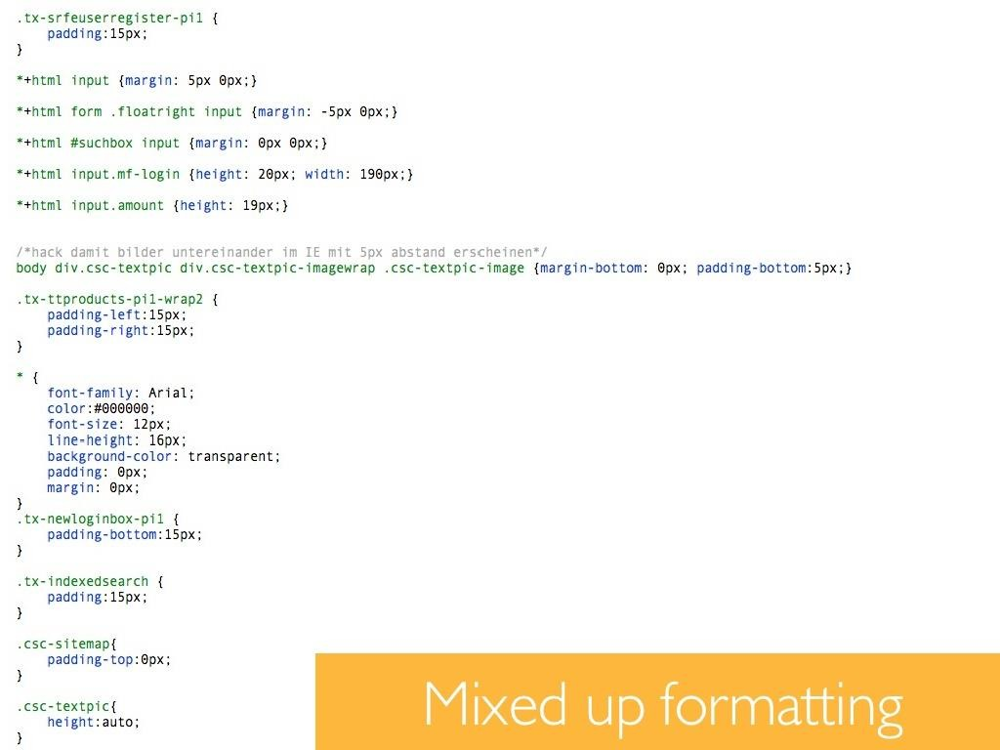 .tx-srfeuserregister-pi1 {
    padding:15px;
}
*+html input {margin: 5px 0px;}
*+html form .floatright input {margin: -5px 0px;}
*+html #suchbox input {margin: 0px 0px;}
*+html input.mf-login {height: 20px; width: 190px;}
*+html input.amount {height: 19px;}
/*hack damit bilder untereinander im IE mit 5px abstand erscheinen*/
body div.csc-textpic div.csc-textpic-imagewrap .csc-textpic-image {margin-bottom: 0px; padding-bottom:5px;}
.tx-ttproducts-pi1-wrap2 {
    padding-left:15px;
    padding-right:15px;
}
* {
    font-family: Arial;
    color:#000000;
    font-size: 12px;
    line-height: 16px;
    background-color: transparent;
    padding: 0px;
    margin: 0px;
}
.tx-newloginbox-pi1 {
    padding-bottom:15px;
}
.tx-indexedsearch {
    padding:15px;
}
.csc-sitemap{
    padding-top:0px;
}
.csc-textpic{
    height:auto;
}
Mixed up formatting